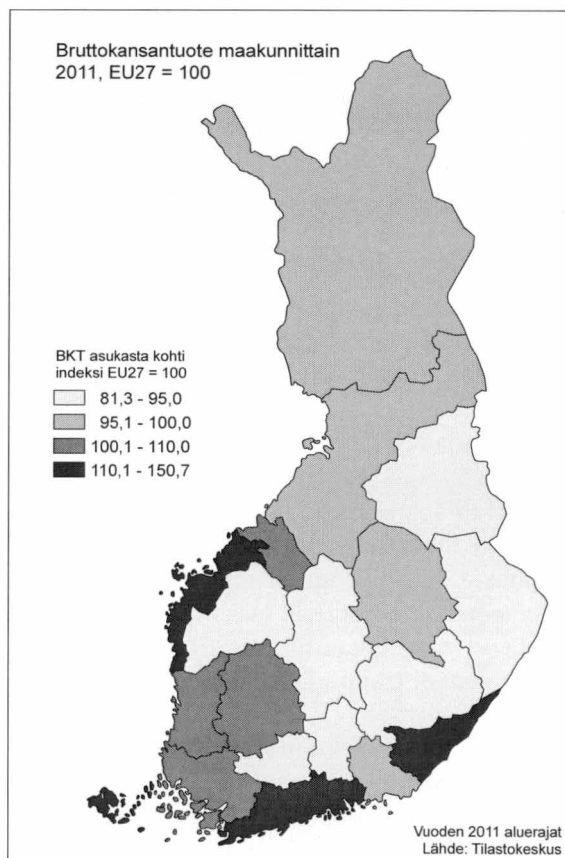 Bruttokansantuote maakunnittain
2011, EU27 = 100
BKT asukasta kohti
indeksi EU27 = 100
81,3 - 95,0
95,1 - 100,0
100,1 - 110,0
110,1 - 150,7
Vuoden 2011 aluerajat
Lähde: Tilastokeskus